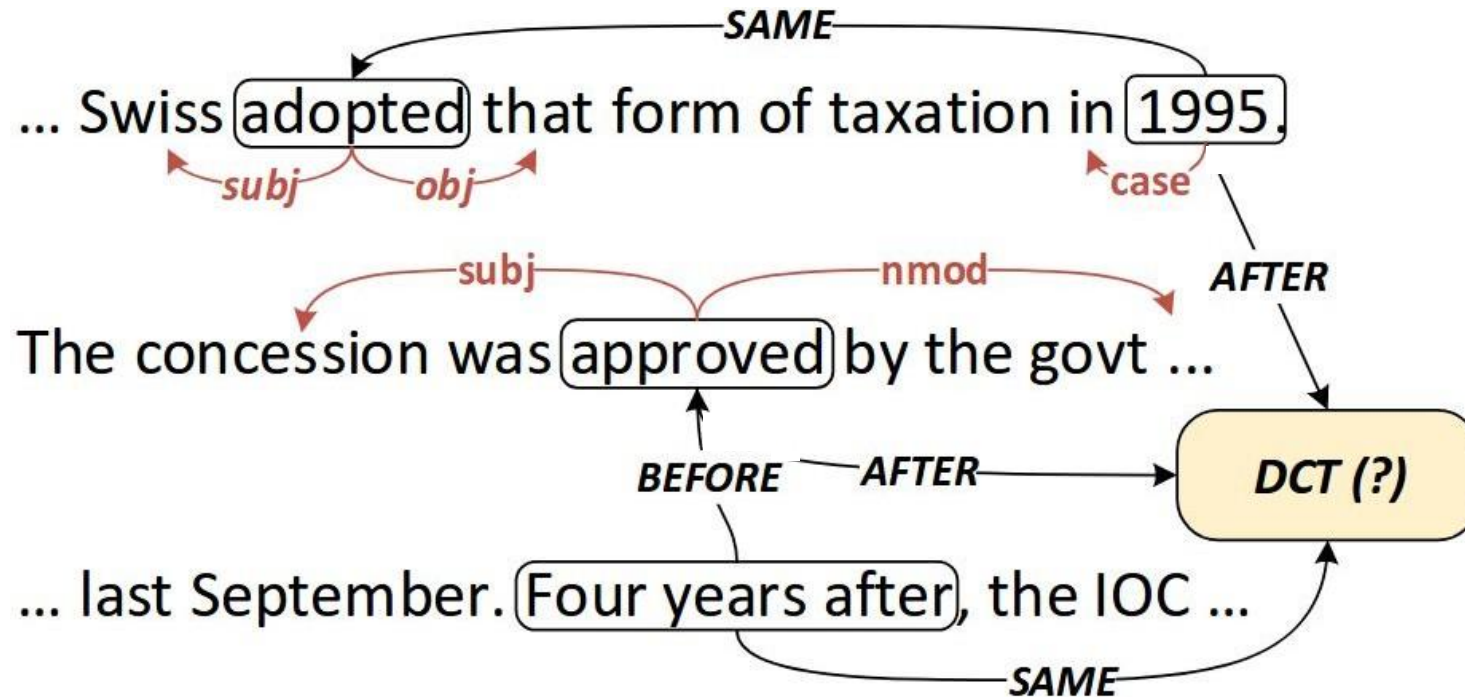 SAME
... Swiss adopted that form of taxation in 1995.
subj obj case
subj nmod AFTER
The concession was approved by the govt ...
BEFORE AFTER DCT (?)
... last September. Four years after, the IOC ...
SAME